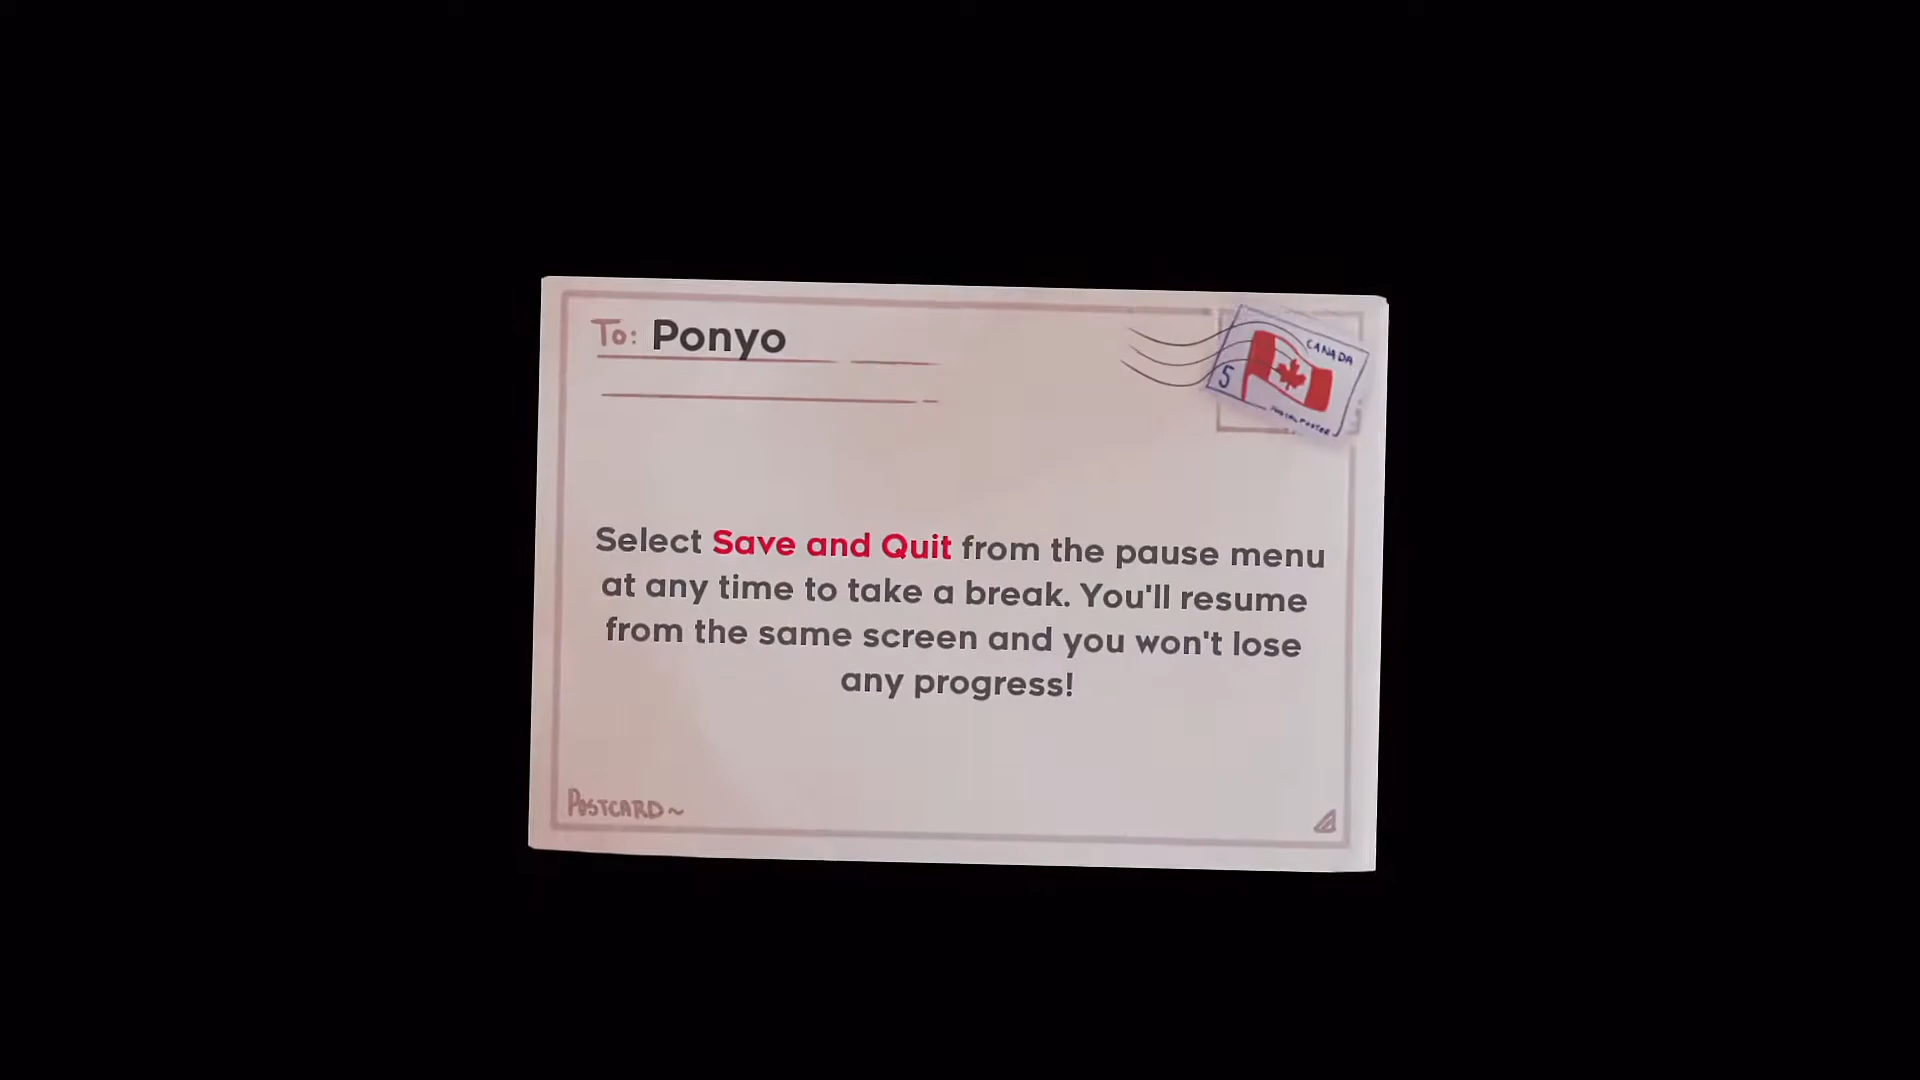 To: Ponyo
CANADA
5
Select Save and Quit from the pause menu
at any time to take a break. You'll resume
from the same screen and you won't lose
any progress!
POSTCARD~